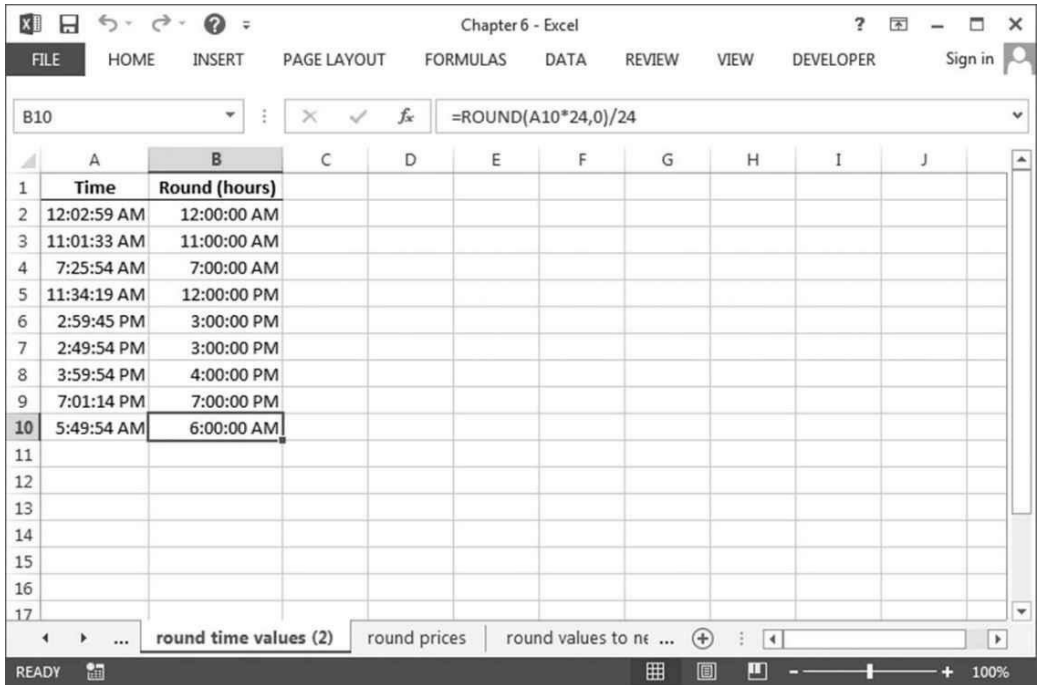 Chapter 6 - Excel
?
FILE HOME INSERT PAGE LAYOUT FORMULAS DATA REVIEW VIEW DEVELOPER Sign in
B10 fx =ROUND(A10*24,0)/24
A B C D E F G H I J
1 Time Round (hours)
2 12:02:59 AM 12:00:00 AM
3 11:01:33 AM 11:00:00 AM
4 7:25:54 AM 7:00:00 AM
5 11:34:19 AM 12:00:00 PM
6 2:59:45 PM 3:00:00 PM
7 2:49:54 PM 3:00:00 PM
8 3:59:54 PM 4:00:00 PM
9 7:01:14 PM 7:00:00 PM
10 5:49:54 AM 6:00:00 AM
11
12
13
14
15
16
17
... round time values (2) round prices round values to ne ...
READY 100%